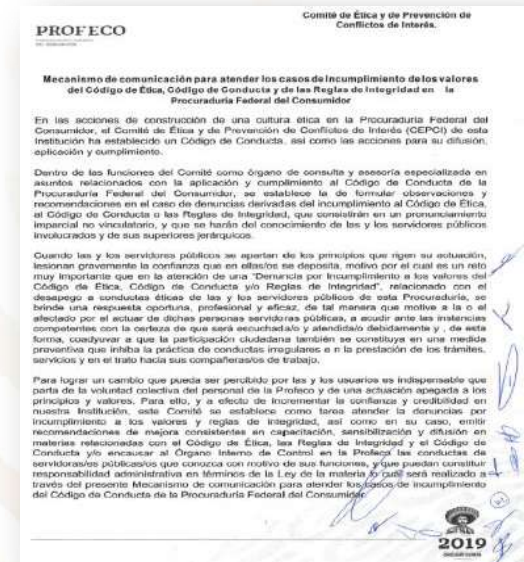 Comité de Ética y de Prevención de
Conflictos de Interés.
PROFECO
Mecanismo de comunicación para atender los casos de incumplimiento de los valores
del Código de Ética, Código de Conducta y de las Reglas de Integridad en la
Procuraduría Federal del Consumidor
En las acciones de construcción de una cultura ética en la Procuraduría Federal del
Consumidor, el Comité de Ética y de Prevención de Conflictos de Interés (CEPCI) de esta
Institución ha establecido un Código de Conducta, así como las acciones para su difusión,
aplicación y cumplimiento.
Dentro de las funciones del Comité como órgano de consulta y asesoría especializada en
asuntos relacionados con la aplicación y cumplimiento al Código de Conducta de la
Procuraduría Federal del Consumidor, se establece la de formular observaciones y
recomendaciones en el caso de denuncias derivadas del incumplimiento al Código de Ética,
al Código de Conducta o las Reglas de Integridad, que consistirán en un pronunciamiento
imparcial no vinculatorio, y que se harán del conocimiento de las y los servidores públicos
involucrados y de sus superiores jerárquicos.
Cuando las y los servidores públicos se apartan de los principios que rigen su actuación,
lesionan gravemente la confianza que en ellas/os se deposita, motivo por el cual es un reto
muy importante que en la atención de una "Denuncia por Incumplimiento a los valores del
Código de Ética, Código de Conducta y/o Reglas de Integridad", relacionado con el
desapego a conductas éticas de las y los servidores públicos de esta Procuraduría, se
brinde una respuesta oportuna, profesional y eficaz, de tal manera que motive a la o el
afectado por el actuar de dichas personas servidoras públicas, a acudir ante las instancias
competentes con la certeza de que será escuchada/o y atendida/o debidamente y , de esta
forma, coadyuvar a que la participación ciudadana también se constituya en una medida
preventiva que inhiba la práctica de conductas irregulares e n la prestación de los trámites,
servicios y en el trato hacia sus compañeras/os de trabajo.
Para lograr un cambio que pueda ser percibido por las y los usuarios es indispensable que
parta de la voluntad colectiva del personal de la Profeco y de una actuación apegada a los
principios y valores. Para ello, y a efecto de incrementar la confianza y credibilidad en
nuestra Institución, este Comité se establece como tarea atender la denuncias por
incumplimiento a los valores y reglas de integridad, así como en su caso, emitir
recomendaciones de mejora consistentes en capacitación, sensibilización y difusión en
materias relacionadas con el Código de Ética, las Reglas de Integridad y el Código de
Conducta y/o encausar al Órgano Interno de Control en la Profeco las conductas de
servidoras/es públicas/os que conozca con motivo de sus funciones, y que puedan constituir
responsabilidad administrativa en términos de la Ley de la materia lo cual será realizado a
través del presente Mecanismo de comunicación para atender los casos de incumplimiento
del Código de Conducta de la Procuraduría Federal del Consumidor
2019